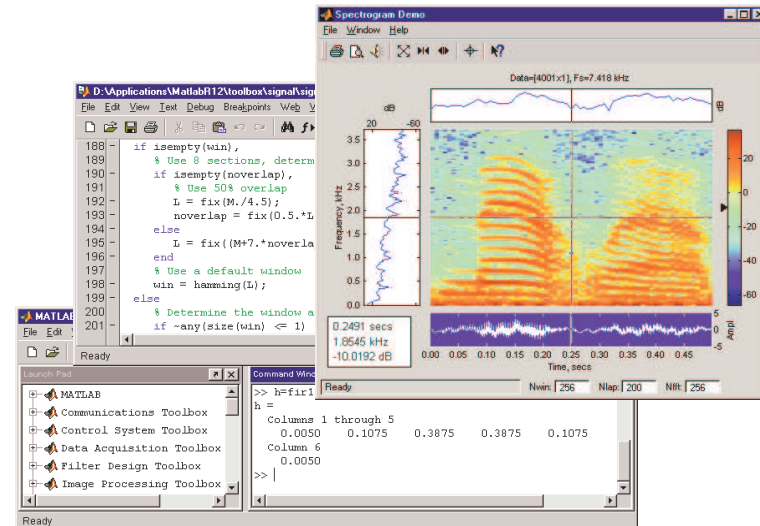 Spectrogram Demo
File Window Help
Data=[4001x1], Fs=7.418 kHz
dB
20 -60
3.5
3.0
2.5
2.0
1.5
1.0
0.5
0.0
Frequency, kHz
20
-20
-40
-60
5
-5
Ampl
0.2491 secs
1.8545 kHz
-10.0192 dB
0.00 0.05 0.10 0.15 0.20 0.25 0.30 0.35 0.40 0.45
Time, secs
Ready
Nwin: 256 Nlap: 200 Nfft: 256
D:\Applications\MatlabR12\toolbox\signal\sig
File Edit View Text Debug Breakpoints Web
188 - if isempty(win),
189 % Use 8 sections, determ
190 - if isempty(noverlap),
191 % Use 50% overlap
192 - L = fix(M./4.5);
193 - noverlap = fix(0.5.*L
194 - else
195 - L = fix((M+7.*noverla
196 - end
197 % Use a default window
198 - win = hamming(L);
199 - else
200 % Determine the window a
201 - if ~any(size(win) <= 1)
Ready
MATLAB
File Edit
Launch Pad
MATLAB
Communications Toolbox
Control System Toolbox
Data Acquisition Toolbox
Filter Design Toolbox
Image Processing Toolbox
Command Wind
>> h=fir1
h =
Columns 1 through 5
0.0050 0.1075 0.3875 0.3875 0.1075
Column 6
0.0050
>>
Ready